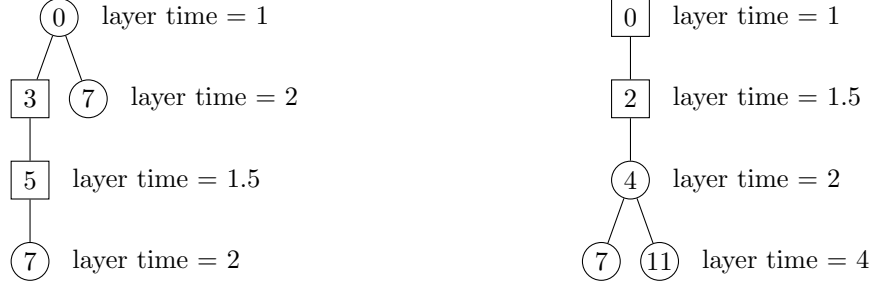 0 layer time = 1
3 7 layer time = 2
5 layer time = 1.5
7 layer time = 2
0 layer time = 1
2 layer time = 1.5
4 layer time = 2
7 11 layer time = 4